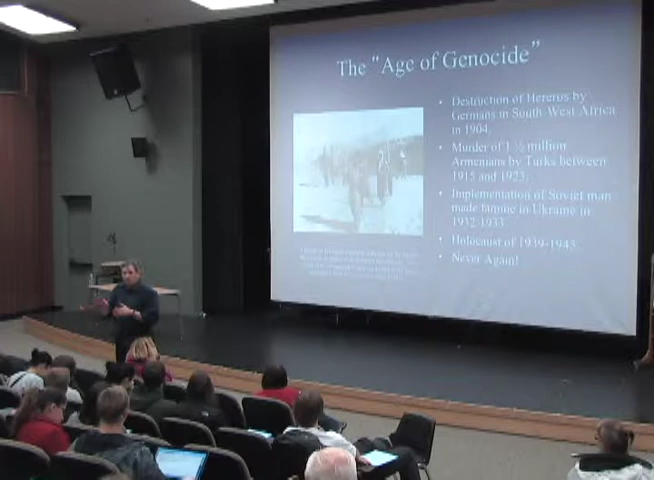 The "Age of Genocide"
• Destruction of Hereros by
Germans in South West Africa
in 1904.
• Murder of 1 ½ million
Armenians by Turks between
1915 and 1923.
• Implementation of Soviet man
made famine in Ukraine in
1932-1933
• Holocaust of 1939-1945.
• Never Again!